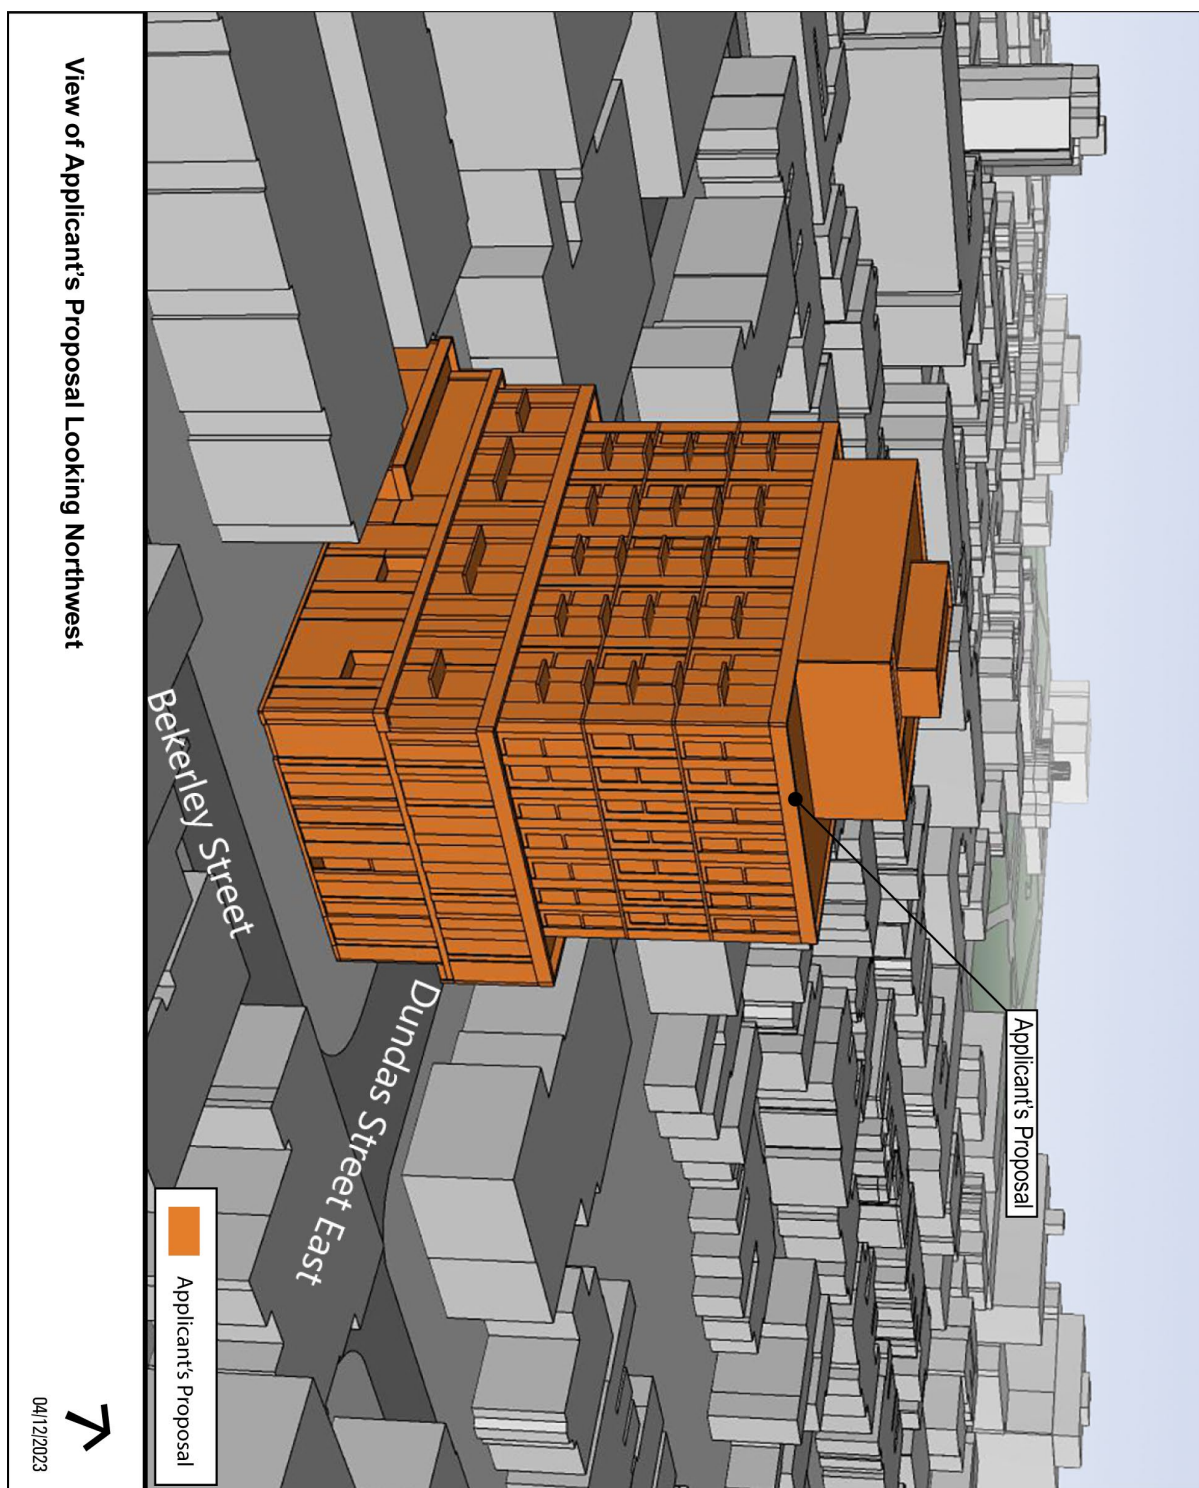 Applicant's Proposal
Dundas Street East
Bekerley Street
Applicant's Proposal
View of Applicant's Proposal Looking Northwest
04/12/2023